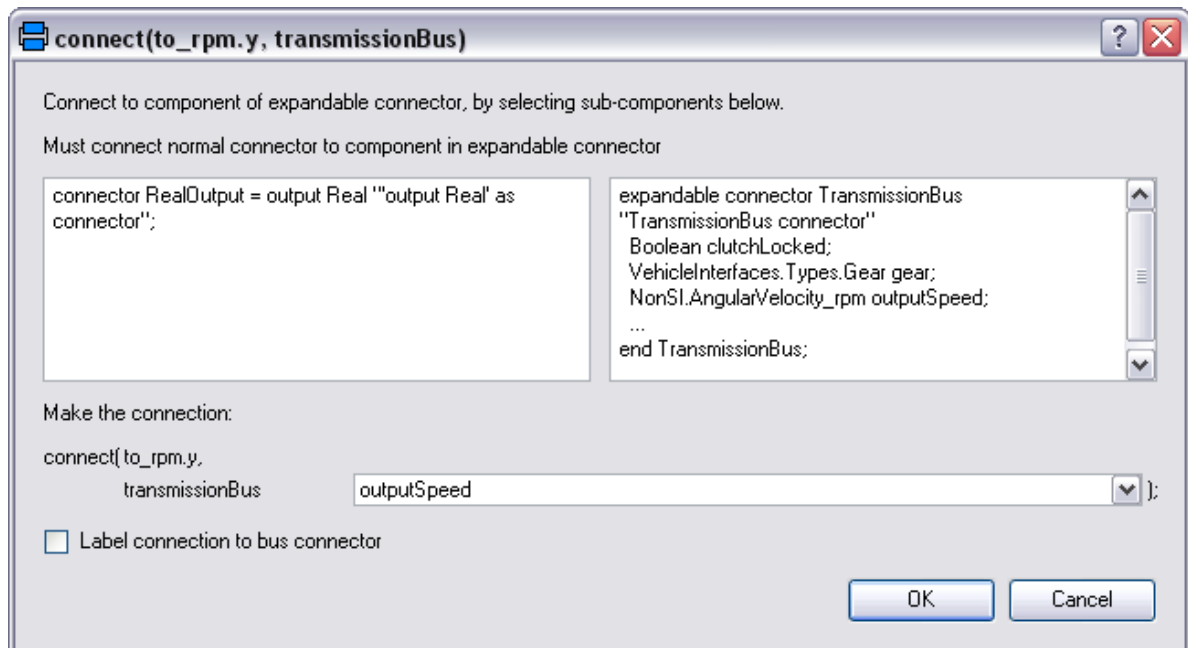 connect(to_rpm.y, transmissionBus)
?
Connect to component of expandable connector, by selecting sub-components below.
Must connect normal connector to component in expandable connector
connector RealOutput = output Real "'output Real' as
connector";
expandable connector TransmissionBus
"TransmissionBus connector"
Boolean clutchLocked;
VehicleInterfaces.Types.Gear gear;
NonSI.AngularVelocity_rpm outputSpeed;
...
end TransmissionBus;
Make the connection:
connect( to_rpm.y,
transmissionBus outputSpeed );
Label connection to bus connector
OK Cancel